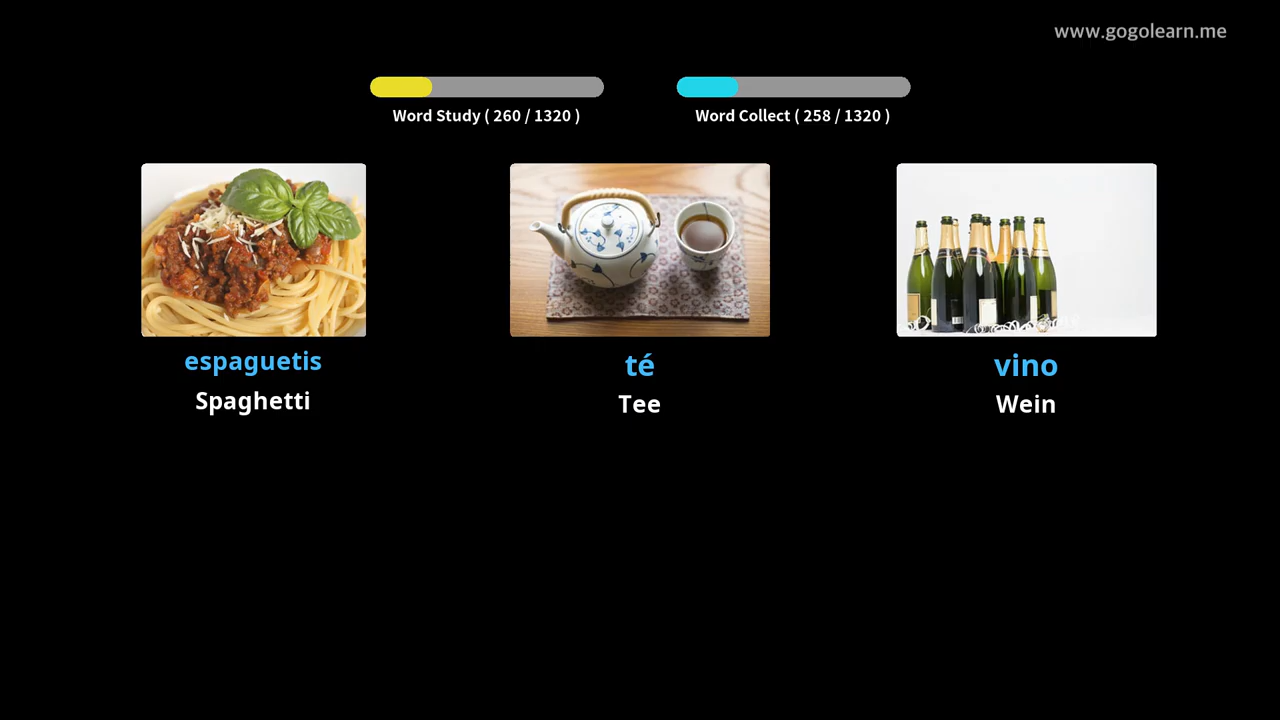 www.gogolearn.me
Word Study ( 260 / 1320 )
Word Collect ( 258 / 1320 )
espaguetis
Spaghetti
té
Tee
vino
Wein